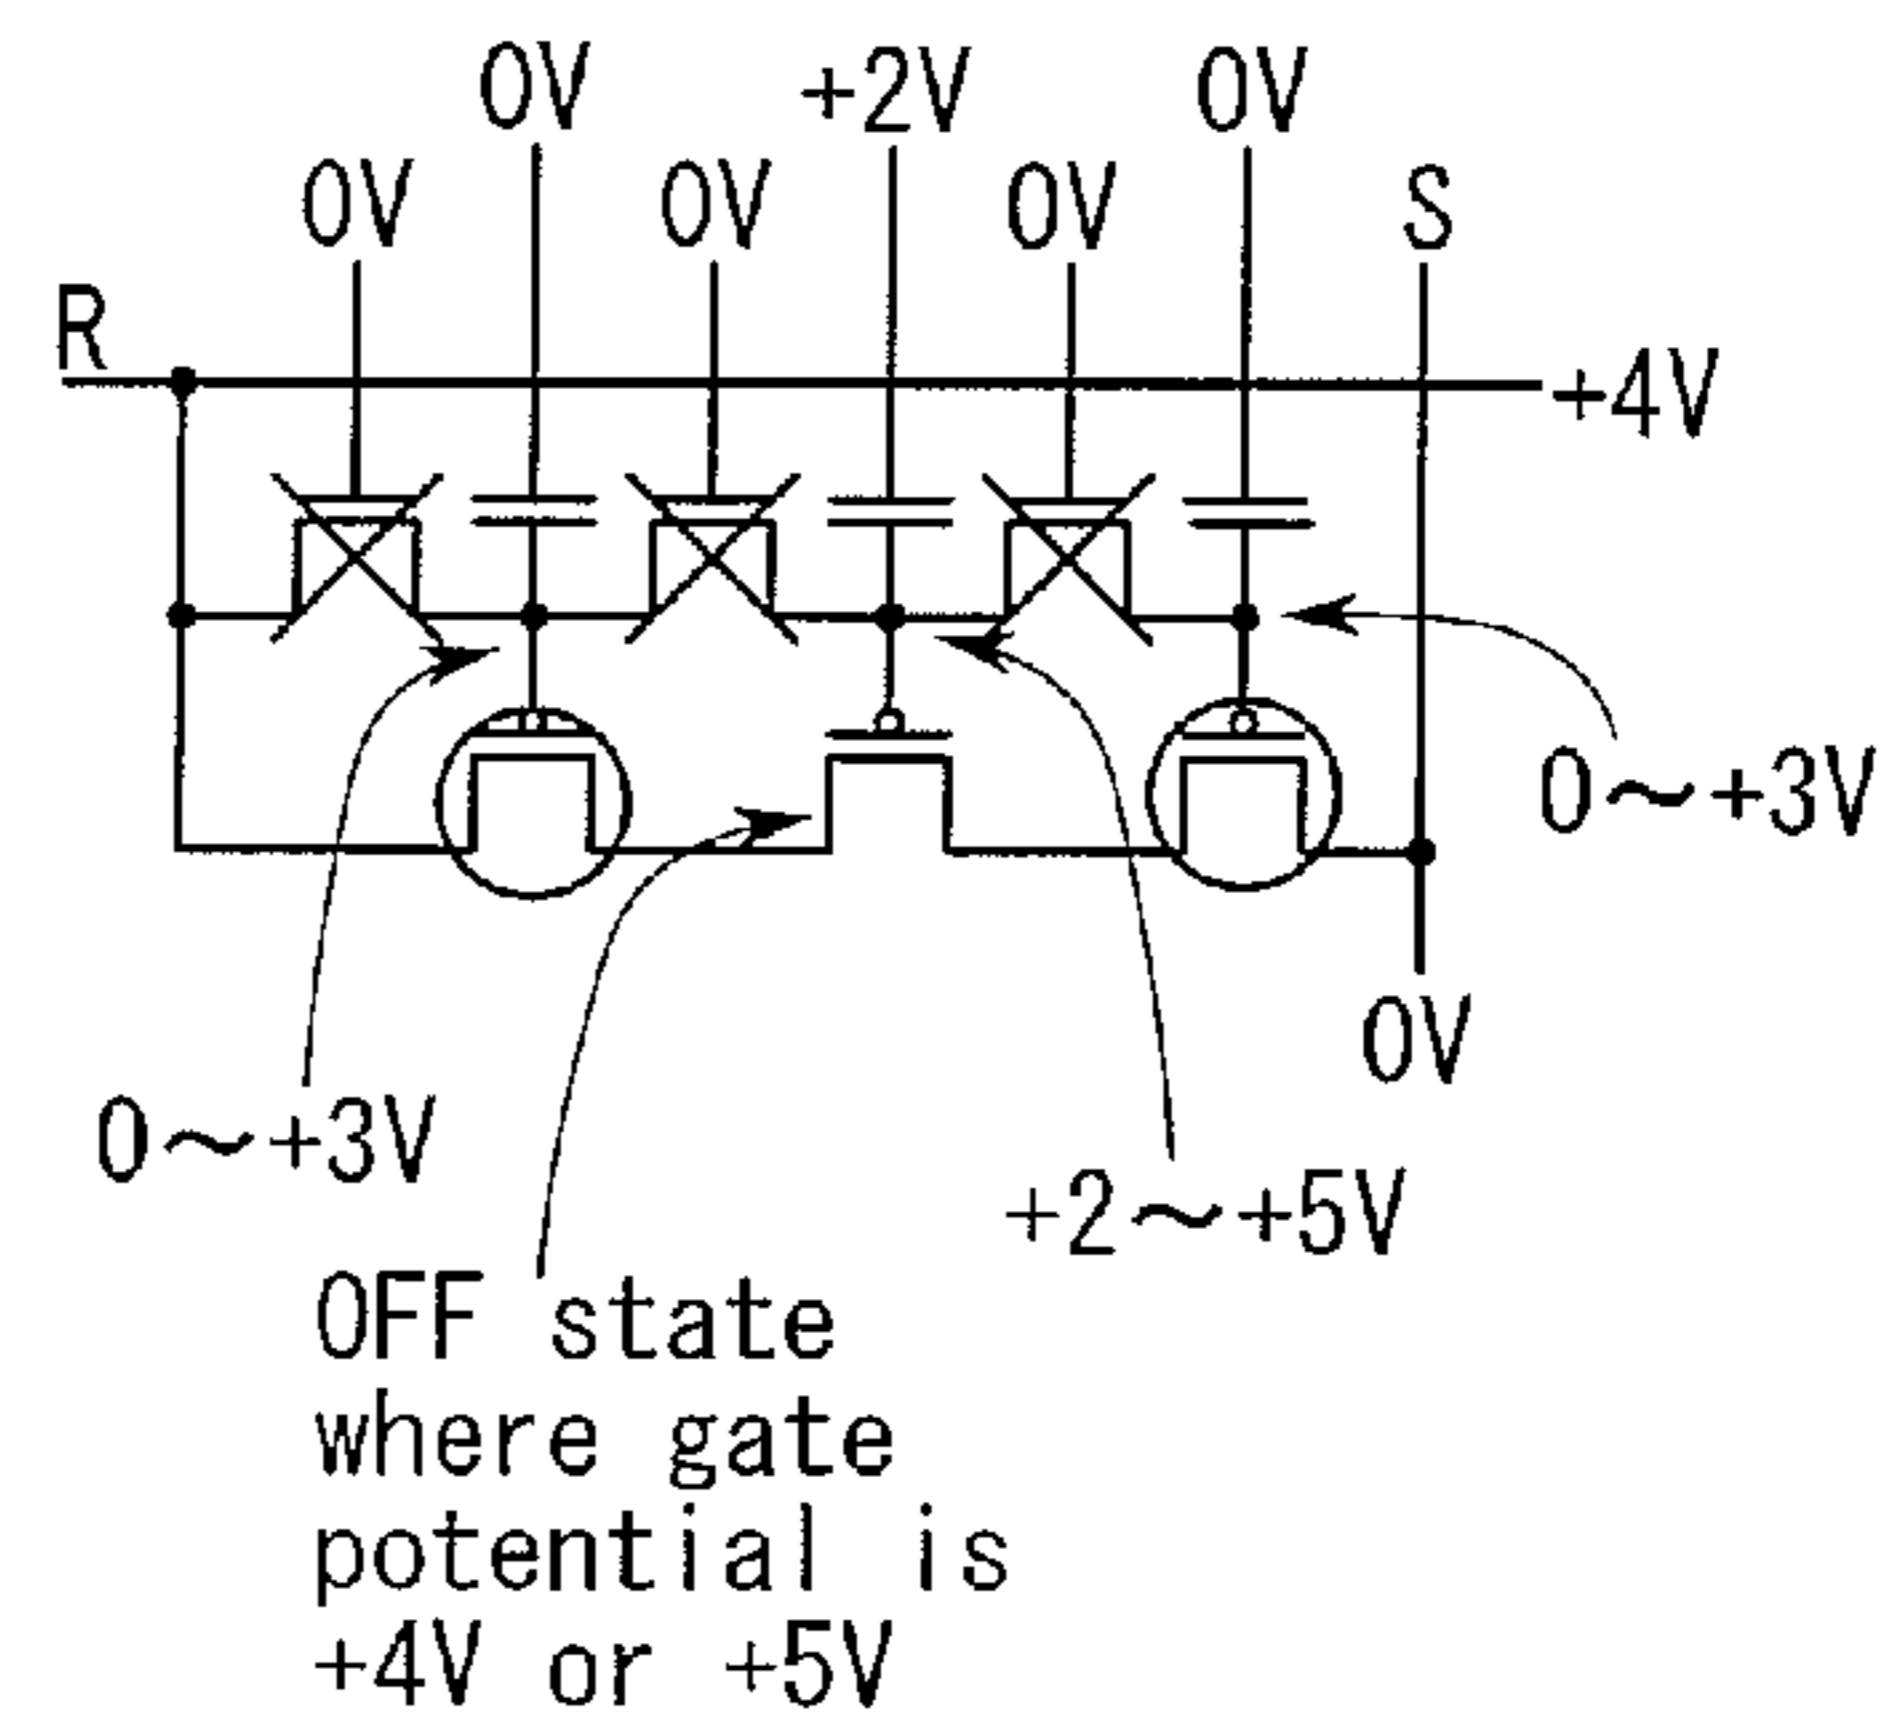 0V +2V 0V
0V 0V 0V S
R
+4V
0〜+3V
0V
0〜+3V
+2〜+5V
OFF state
where gate
potential is
+4V or +5V